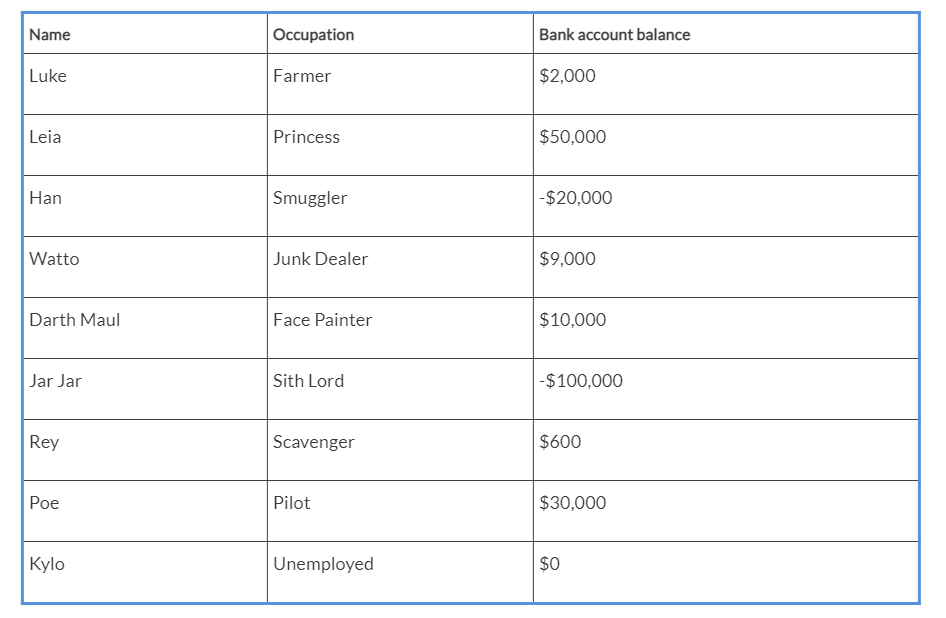 Name Occupation Bank account balance
Luke Farmer $2,000
Leia Princess $50,000
Han Smuggler -$20,000
Watto Junk Dealer $9,000
Darth Maul Face Painter $10,000
Jar Jar Sith Lord -$100,000
Rey Scavenger $600
Poe Pilot $30,000
Kylo Unemployed $0